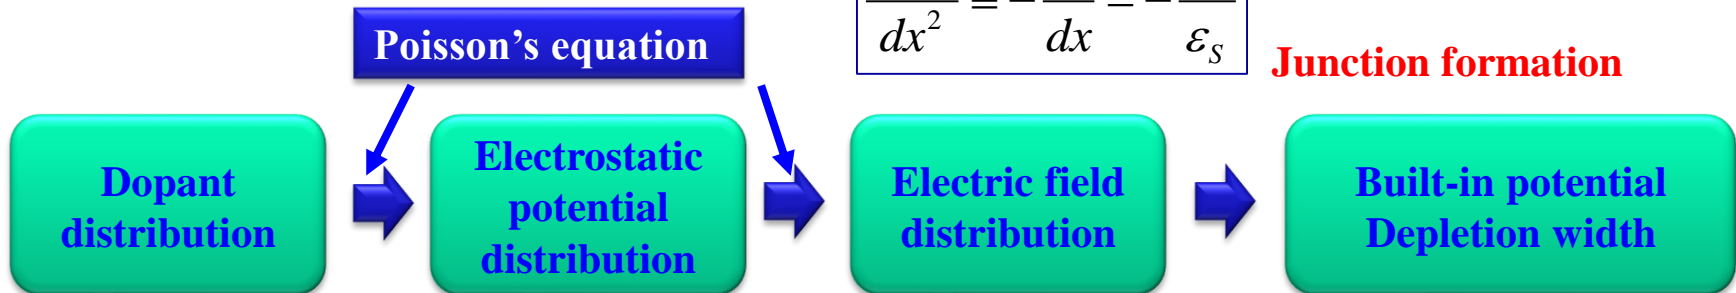 dx² = − dx − − ε_S
Poisson's equation
Junction formation
Dopant
distribution
Electrostatic
potential
distribution
Electric field
distribution
Built-in potential
Depletion width